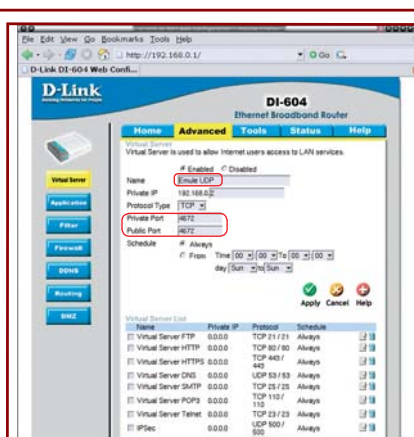 File Edit View Go Bookmarks Tools Help
http://192.168.0.1/
Go
D-Link DI-604 Web Confi...
D-Link
Building Networks for People
DI-604
Ethernet Broadband Router
Home Advanced Tools Status Help
Virtual Server
Application
Filter
Firewall
DDNS
Routing
DMZ
Virtual Server
Virtual Server is used to allow Internet users access to LAN services.
Enabled Disabled
Name Emule UDP
Private IP 192.168.0.2
Protocol Type TCP
Private Port 4672
Public Port 4672
Schedule Always
From Time 00 : 00 To 00 : 00
day Sun to Sun
Apply Cancel Help
Virtual Server List
Name Private IP Protocol Schedule
Virtual Server FTP 0.0.0.0 TCP 21 / 21 Always
Virtual Server HTTP 0.0.0.0 TCP 80 / 80 Always
Virtual Server HTTPS 0.0.0.0 TCP 443 / 443 Always
Virtual Server DNS 0.0.0.0 UDP 53 / 53 Always
Virtual Server SMTP 0.0.0.0 TCP 25 / 25 Always
Virtual Server POP3 0.0.0.0 TCP 110 / 110 Always
Virtual Server Telnet 0.0.0.0 TCP 23 / 23 Always
IPSec 0.0.0.0 UDP 500 / 500 Always